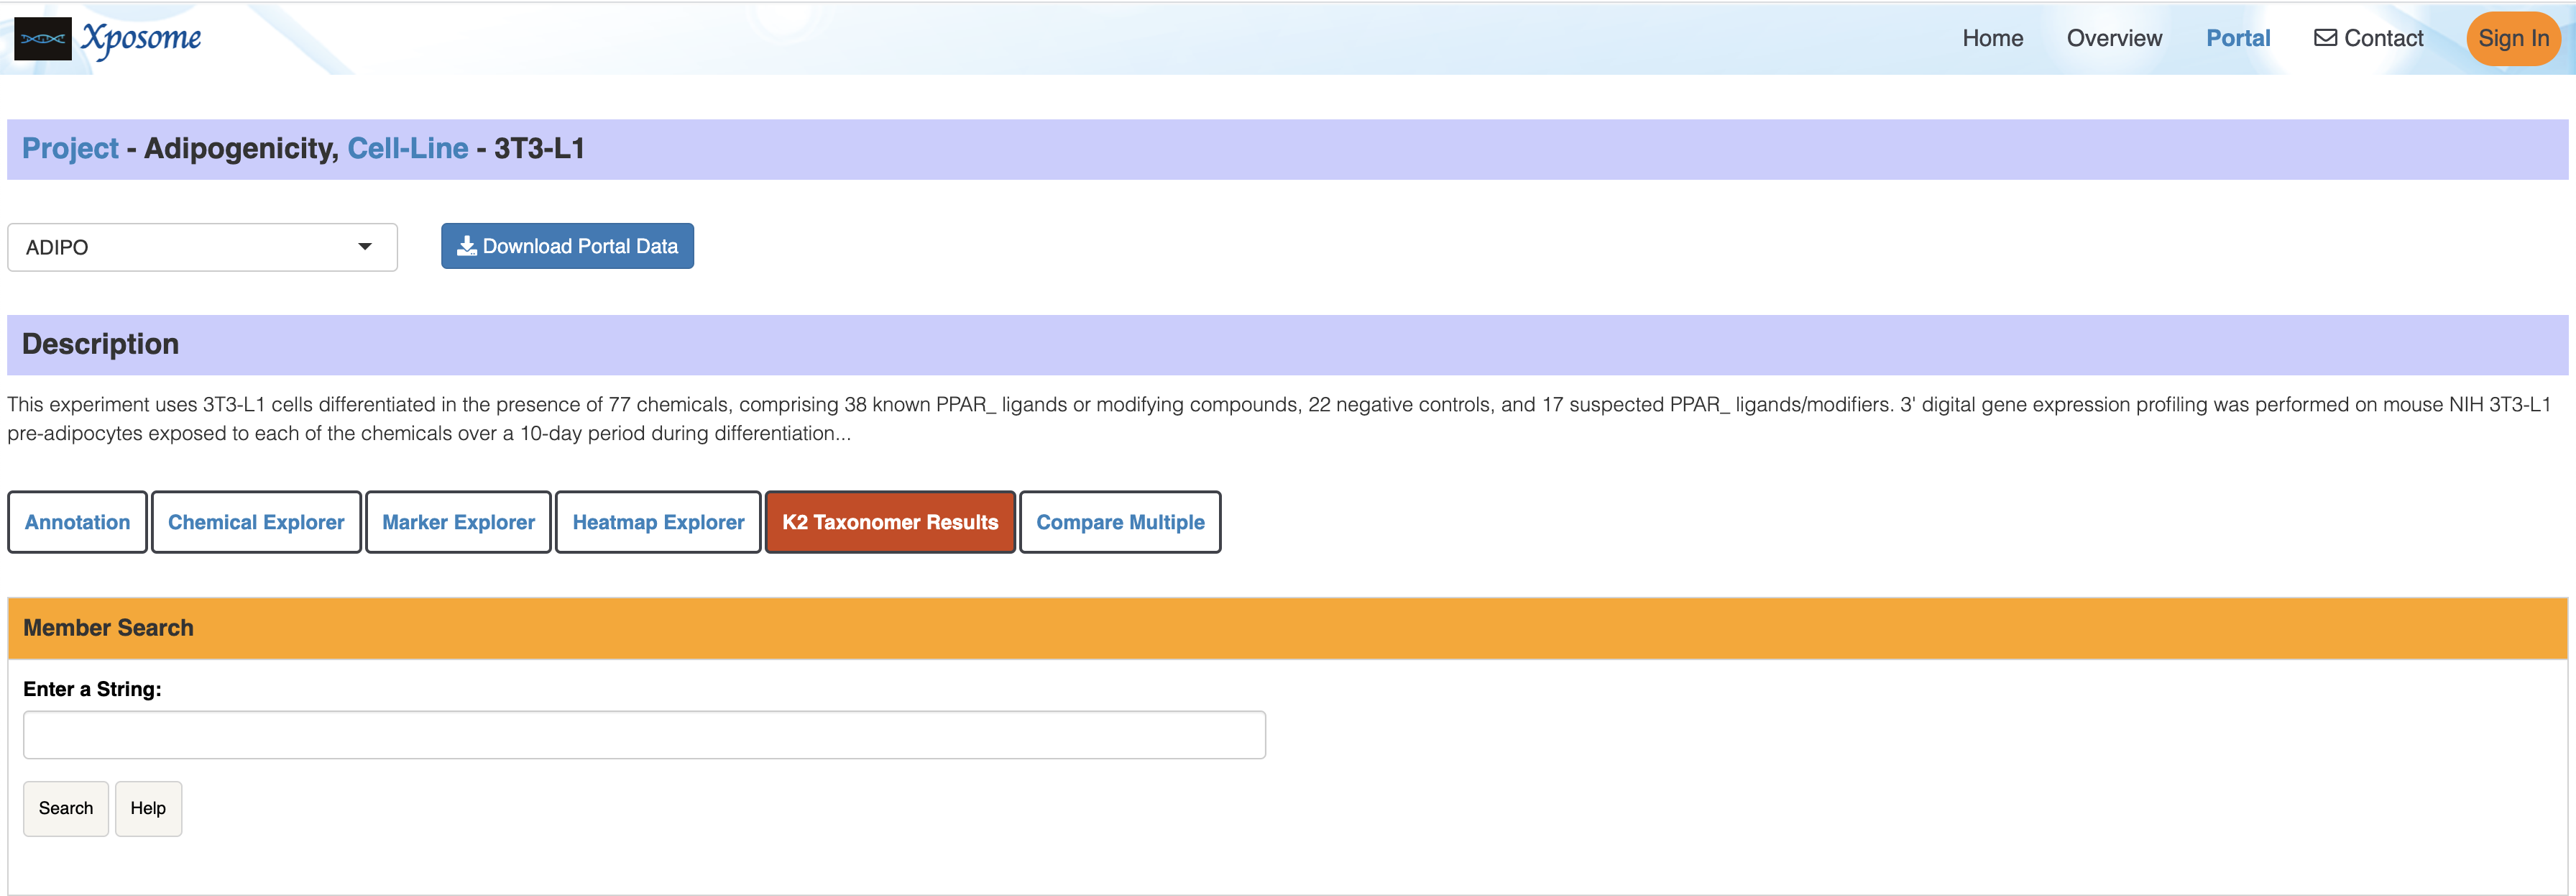 Xposome
Home Overview Portal Contact Sign In
Project - Adipogenicity, Cell-Line - 3T3-L1
ADIPO
Download Portal Data
Description
This experiment uses 3T3-L1 cells differentiated in the presence of 77 chemicals, comprising 38 known PPAR_ ligands or modifying compounds, 22 negative controls, and 17 suspected PPAR_ ligands/modifiers. 3' digital gene expression profiling was performed on mouse NIH 3T3-L1
pre-adipocytes exposed to each of the chemicals over a 10-day period during differentiation...
Annotation Chemical Explorer Marker Explorer Heatmap Explorer K2 Taxonomer Results Compare Multiple
Member Search
Enter a String:
Search Help